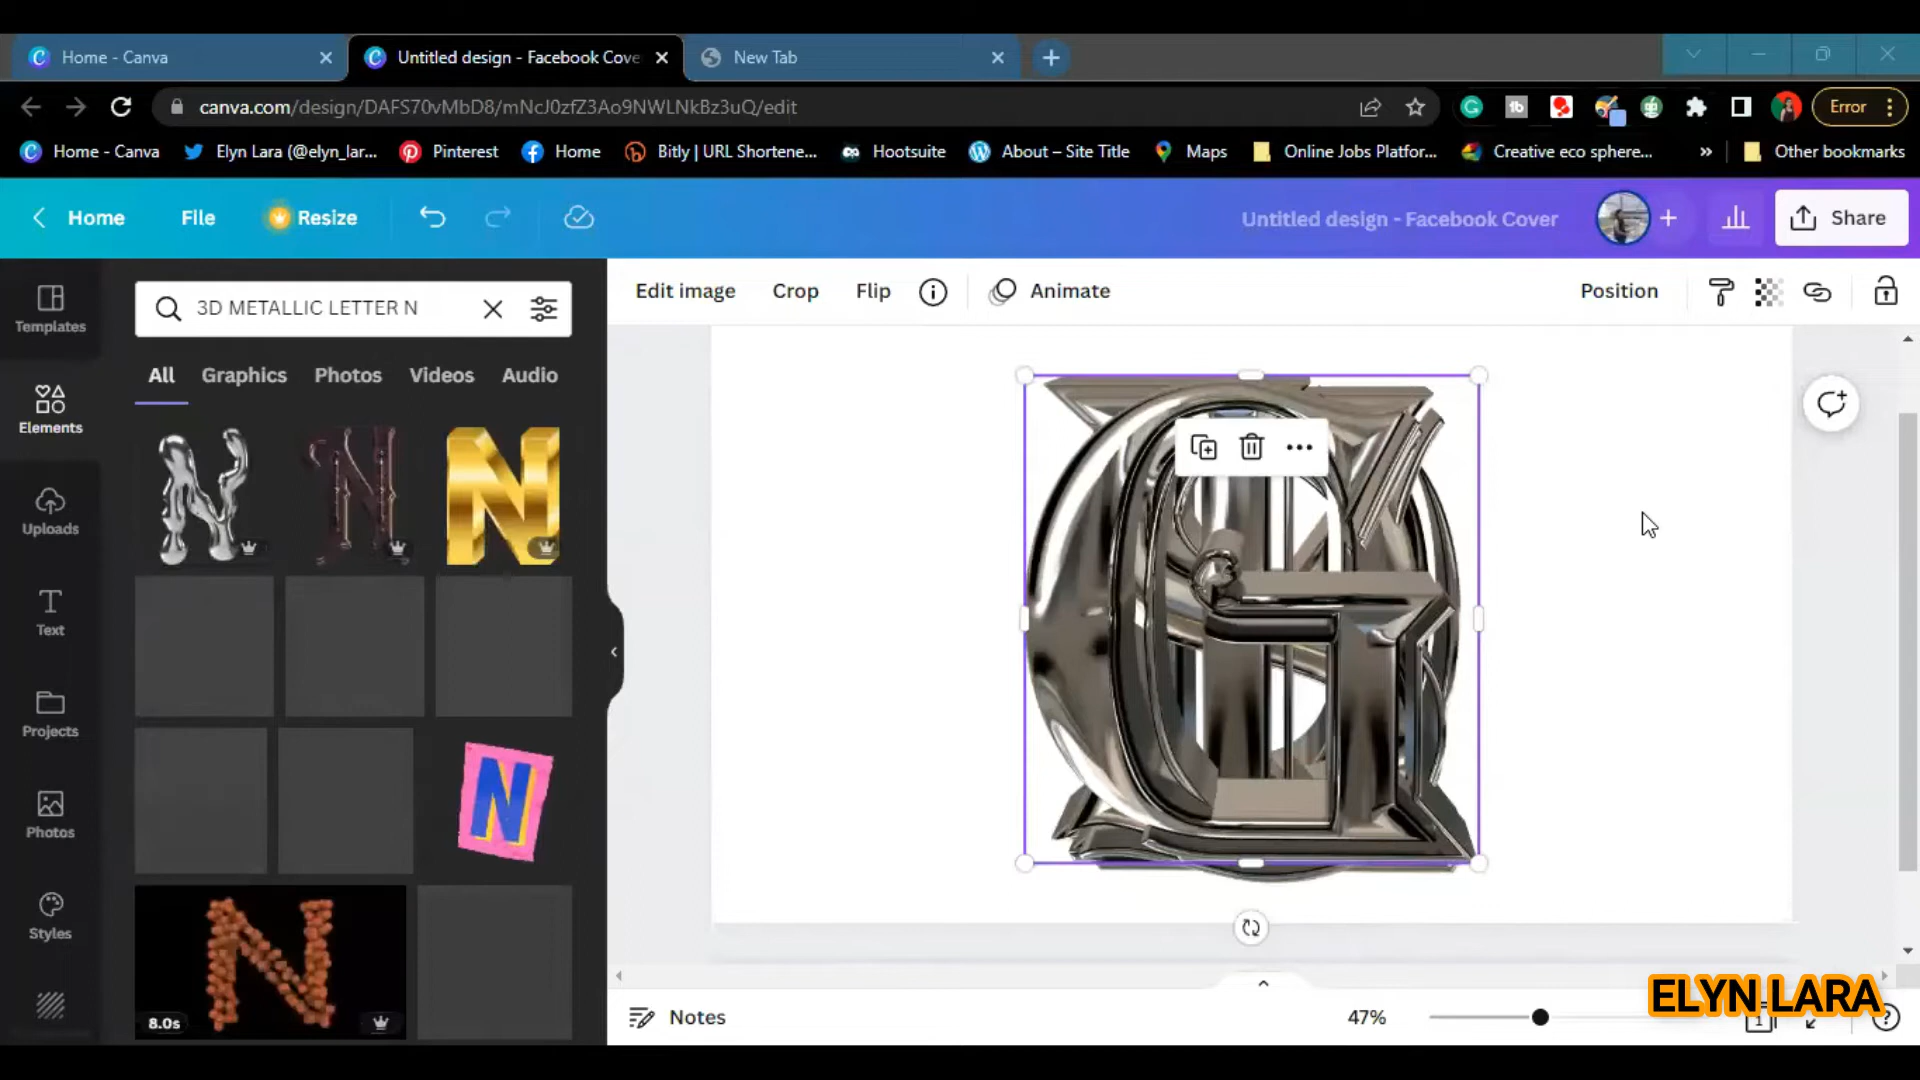 Home - Canva
Untitled design - Facebook Cove
New Tab
canva.com/design/DAFS70vMbD8/mNcJ0zfZ3Ao9NWLNkBz3uQ/edit
Error
Home - Canva
Elyn Lara (@elyn_lar...
Pinterest
Home
Bitly | URL Shortene...
Hootsuite
About – Site Title
Maps
Online Jobs Platfor...
Creative eco sphere...
»
Other bookmarks
Home
File
Resize
Untitled design - Facebook Cover
Share
Templates
Elements
Uploads
Text
Projects
Photos
Styles
3D METALLIC LETTER N
All
Graphics
Photos
Videos
Audio
N
N
N
N
N
8.0s
Edit image
Crop
Flip
Animate
Position
G
Notes
47%
1
ELYN LARA